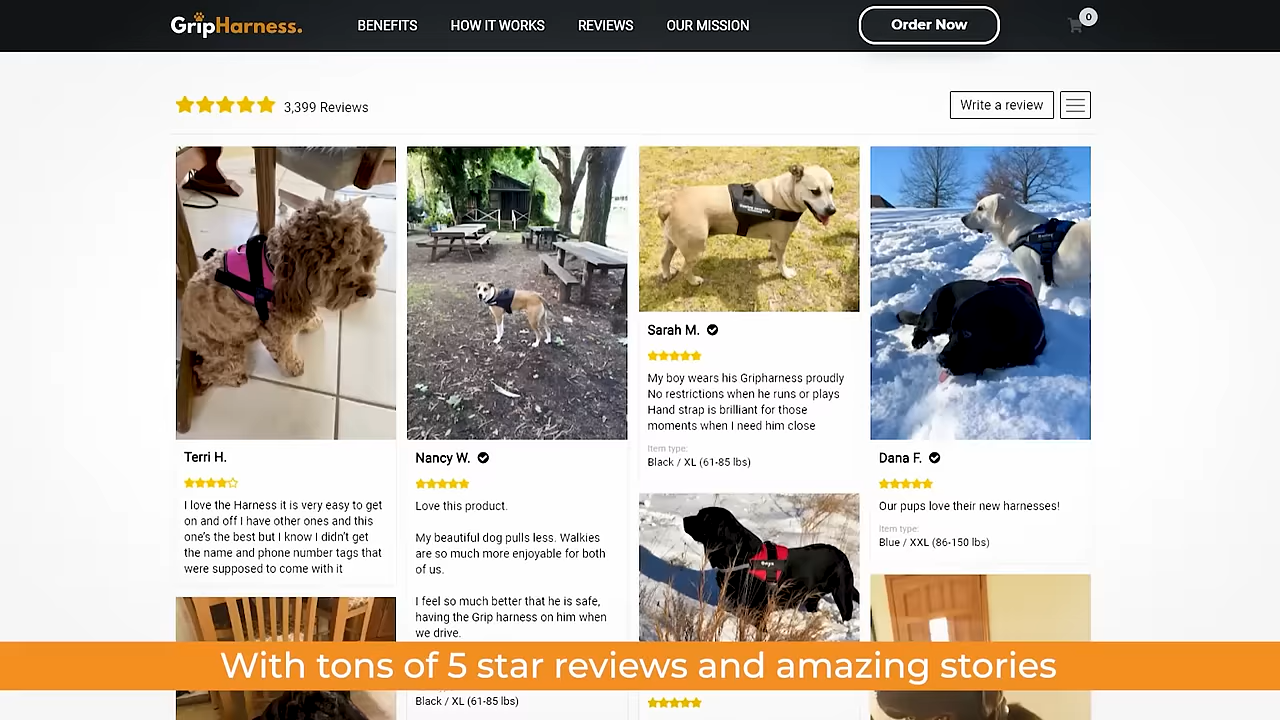 GripHarness.
BENEFITS
HOW IT WORKS
REVIEWS
OUR MISSION
Order Now
0
3,399 Reviews
Write a review
Terri H.
I love the Harness it is very easy to get
on and off I have other ones and this
one's the best but I know I didn't get
the name and phone number tags that
were supposed to come with it
Nancy W.
Love this product.
My beautiful dog pulls less. Walkies
are so much more enjoyable for both
of us.
I feel so much better that he is safe,
having the Grip harness on him when
we drive.
Black / XL (61-85 lbs)
Sarah M.
My boy wears his Gripharness proudly
No restrictions when he runs or plays
Hand strap is brilliant for those
moments when I need him close
Item type:
Black / XL (61-85 lbs)
Dana F.
Our pups love their new harnesses!
Item type:
Blue / XXL (86-150 lbs)
With tons of 5 star reviews and amazing stories